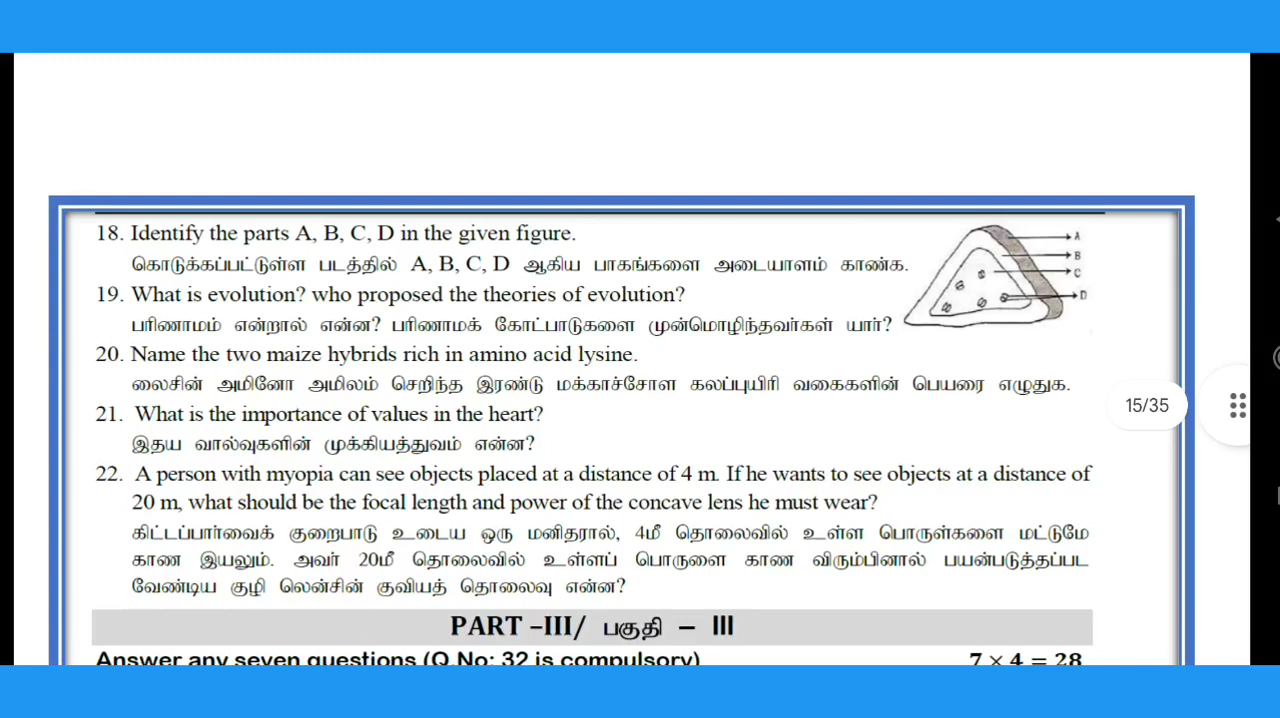 18. Identify the parts A, B, C, D in the given figure.
கொடுக்கப்பட்டுள்ள படத்தில் A, B, C, D ஆகிய பாகங்களை அடையாளம் காண்க.
A
B
C
D
19. What is evolution? who proposed the theories of evolution?
பரிணாமம் என்றால் என்ன? பரிணாமக் கோட்பாடுகளை முன்மொழிந்தவர்கள் யார்?
20. Name the two maize hybrids rich in amino acid lysine.
லைசின் அமினோ அமிலம் செறிந்த இரண்டு மக்காச்சோள கலப்புயிரி வகைகளின் பெயரை எழுதுக.
15/35
21. What is the importance of values in the heart?
இதய வால்வுகளின் முக்கியத்துவம் என்ன?
22. A person with myopia can see objects placed at a distance of 4 m. If he wants to see objects at a distance of
20 m, what should be the focal length and power of the concave lens he must wear?
கிட்டப்பார்வைக் குறைபாடு உடைய ஒரு மனிதரால், 4மீ தொலைவில் உள்ள பொருள்களை மட்டுமே
காண இயலும். அவர் 20மீ தொலைவில் உள்ளப் பொருளை காண விரும்பினால் பயன்படுத்தப்பட
வேண்டிய குழி லென்சின் குவியத் தொலைவு என்ன?
PART –III/ பகுதி – III
Answer any seven questions (Q.No: 32 is compulsory) 7 × 4 = 28